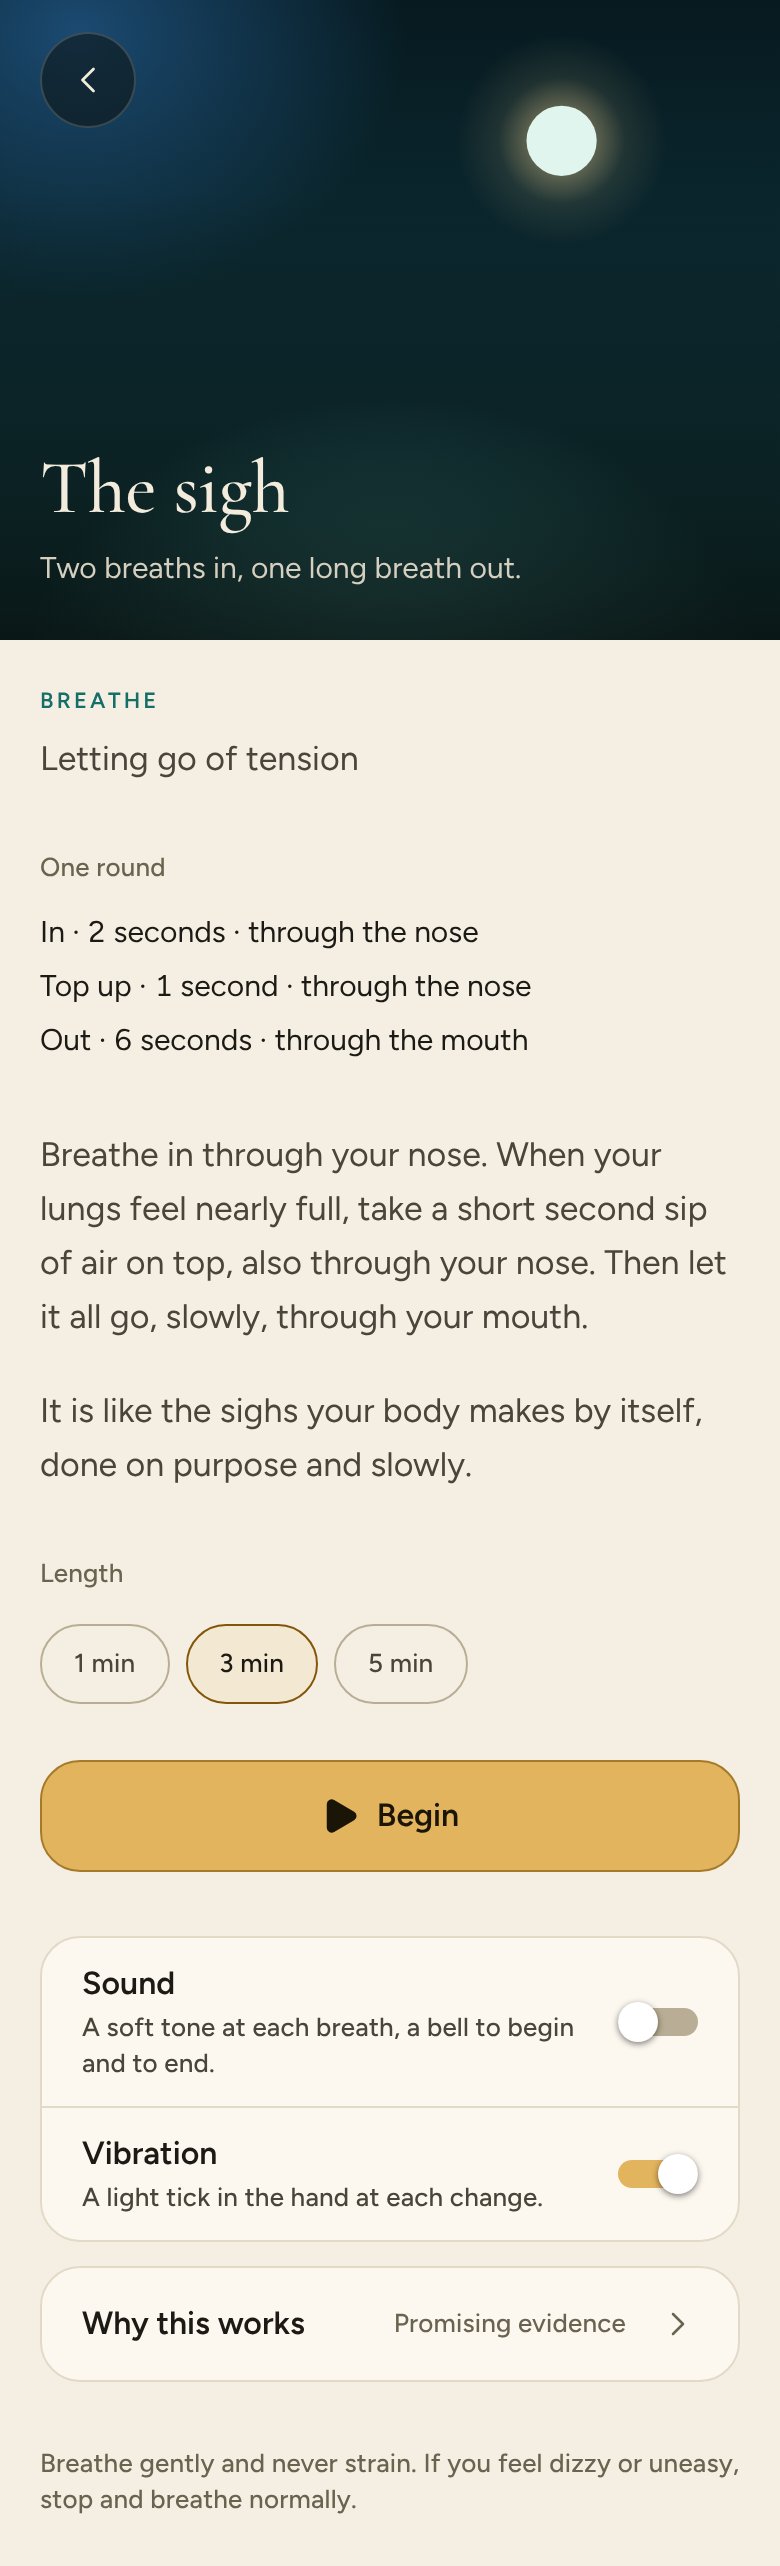 The sigh
Two breaths in, one long breath out.
BREATHE
Letting go of tension
One round
In · 2 seconds · through the nose
Top up · 1 second · through the nose
Out · 6 seconds · through the mouth
Breathe in through your nose. When your
lungs feel nearly full, take a short second sip
of air on top, also through your nose. Then let
it all go, slowly, through your mouth.
It is like the sighs your body makes by itself,
done on purpose and slowly.
Length
1 min
3 min
5 min
Begin
Sound
A soft tone at each breath, a bell to begin
and to end.
Vibration
A light tick in the hand at each change.
Why this works
Promising evidence
Breathe gently and never strain. If you feel dizzy or uneasy,
stop and breathe normally.